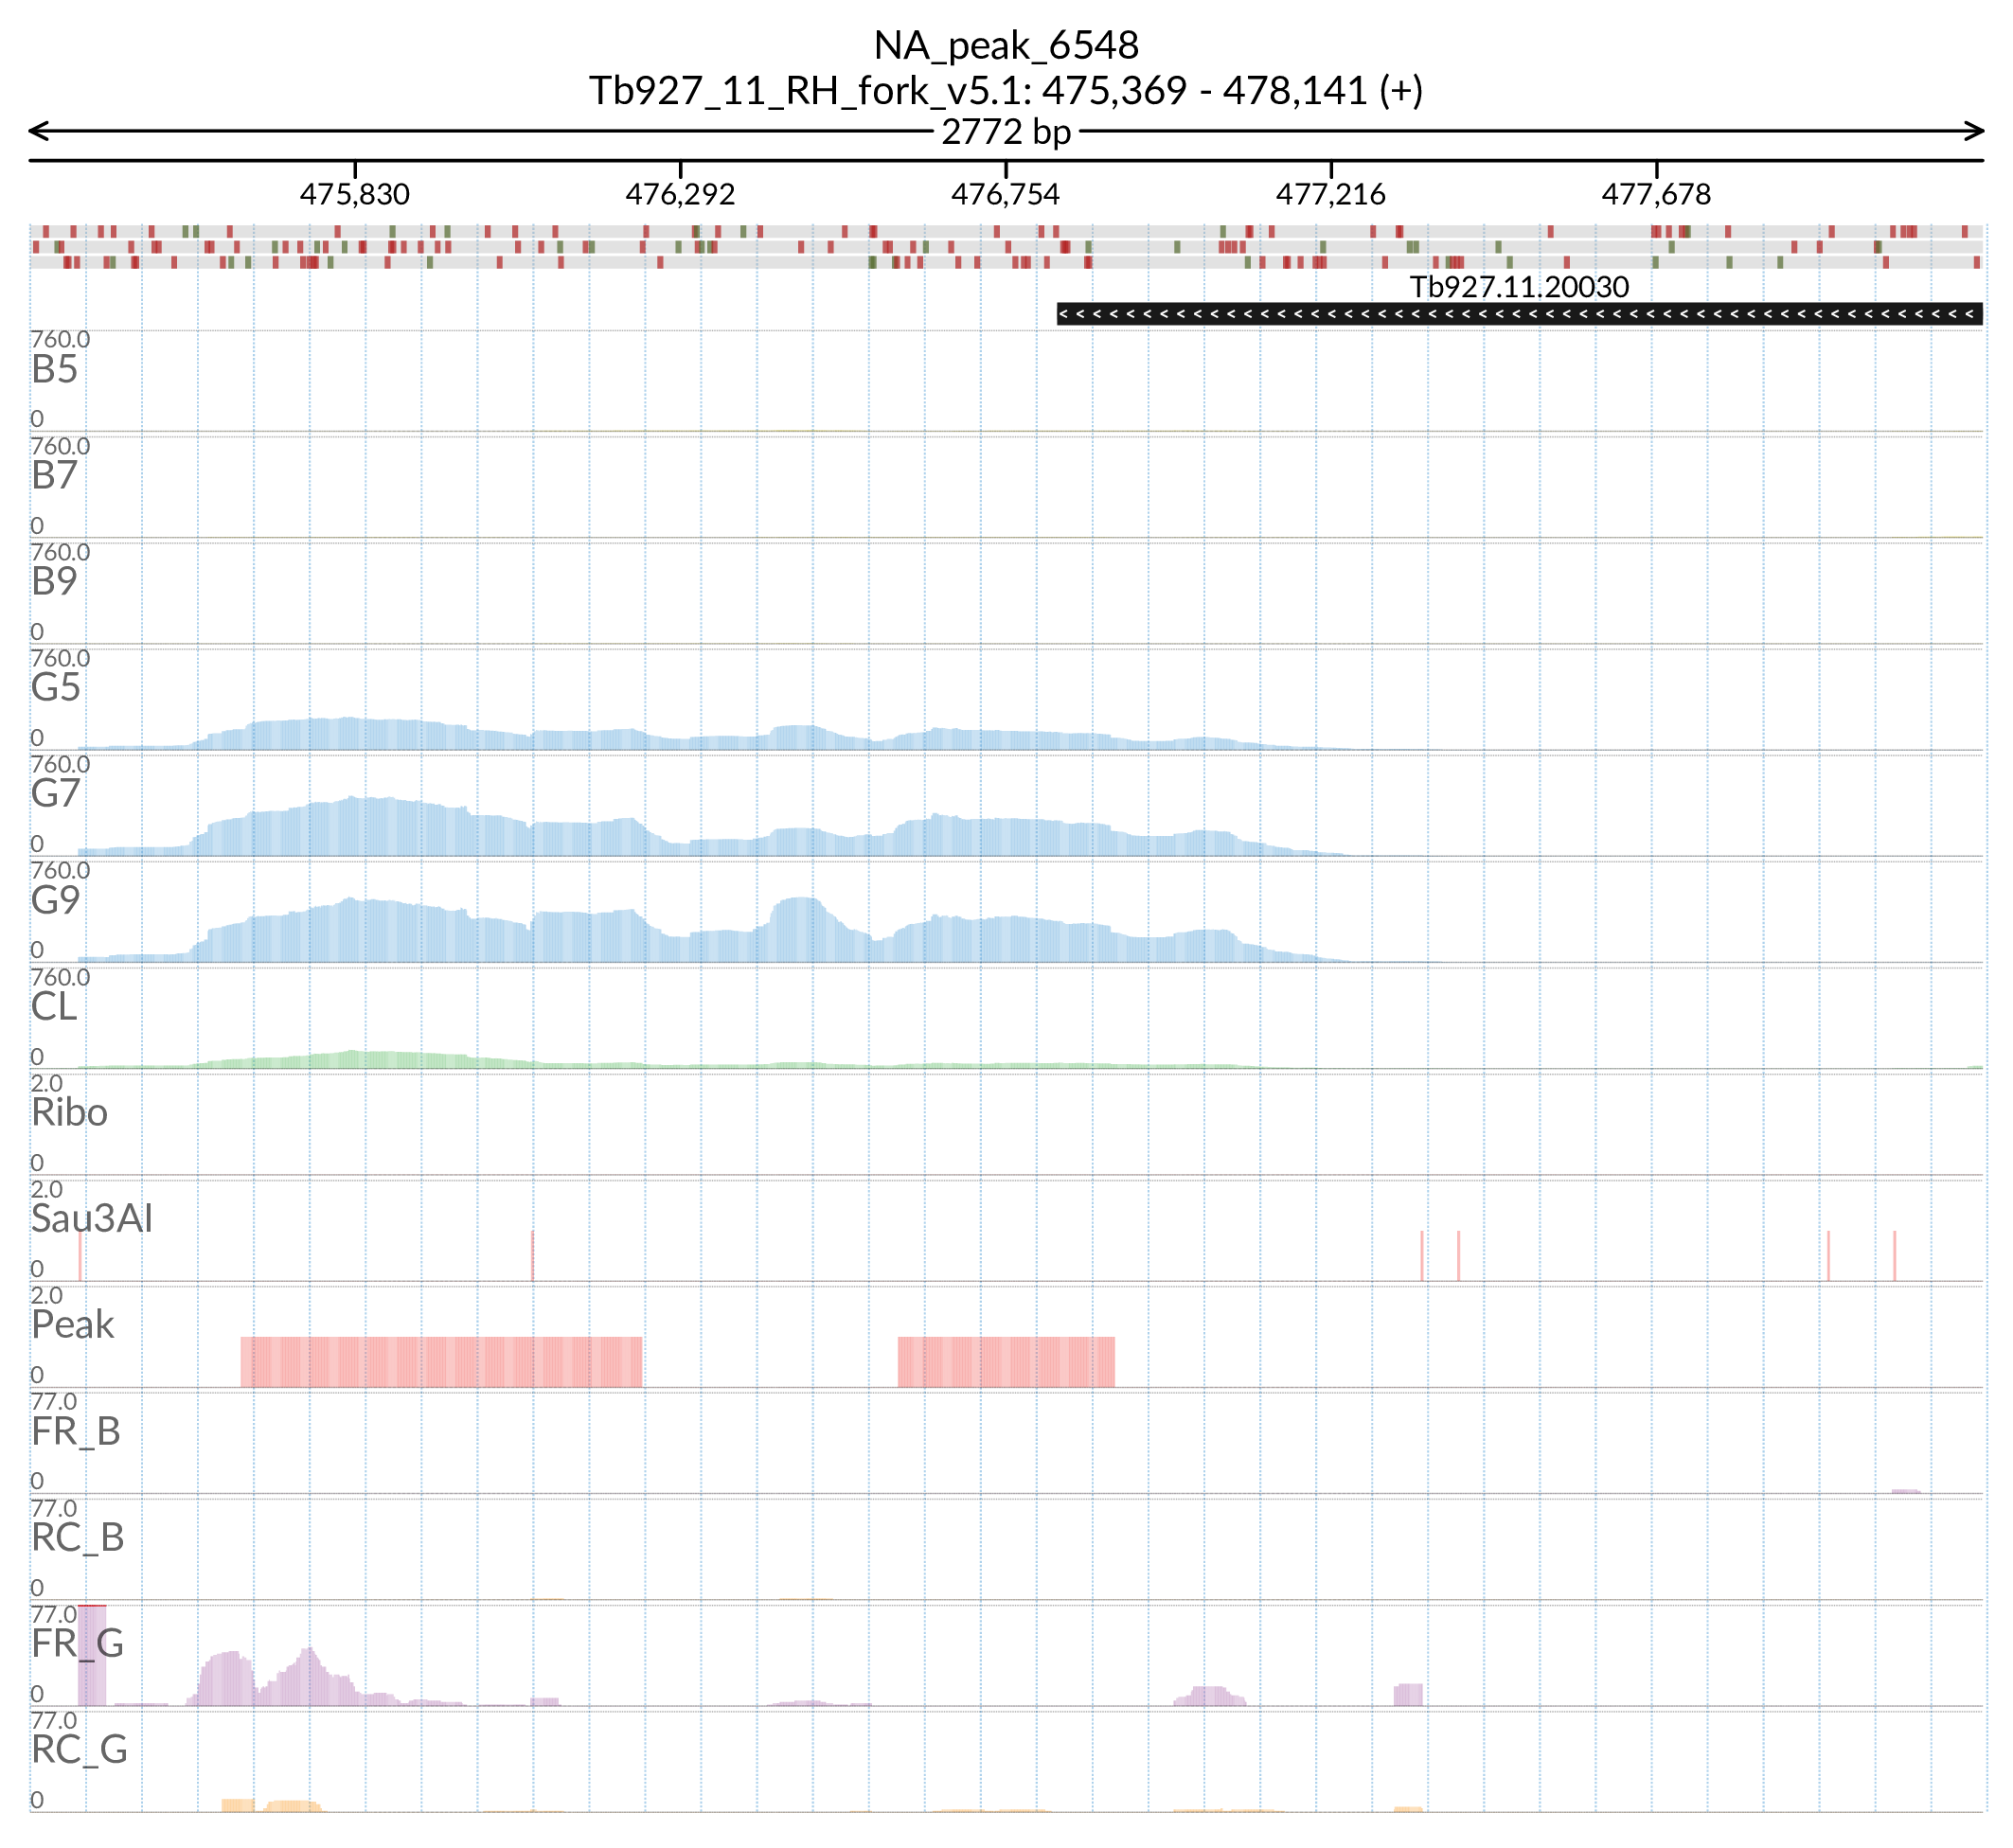 NA_peak_6548
Tb927_11_RH_fork_v5.1: 475,369 - 478,141 (+)
2772 bp
475,830 476,292 476,754 477,216 477,678
Tb927.11.20030
760.0
B5
0
760.0
B7
0
760.0
B9
0
760.0
G5
0
760.0
G7
0
760.0
G9
0
760.0
CL
0
2.0
Ribo
0
2.0
Sau3AI
0
2.0
Peak
0
77.0
FR_B
0
77.0
RC_B
0
77.0
FR_G
0
77.0
RC_G
0